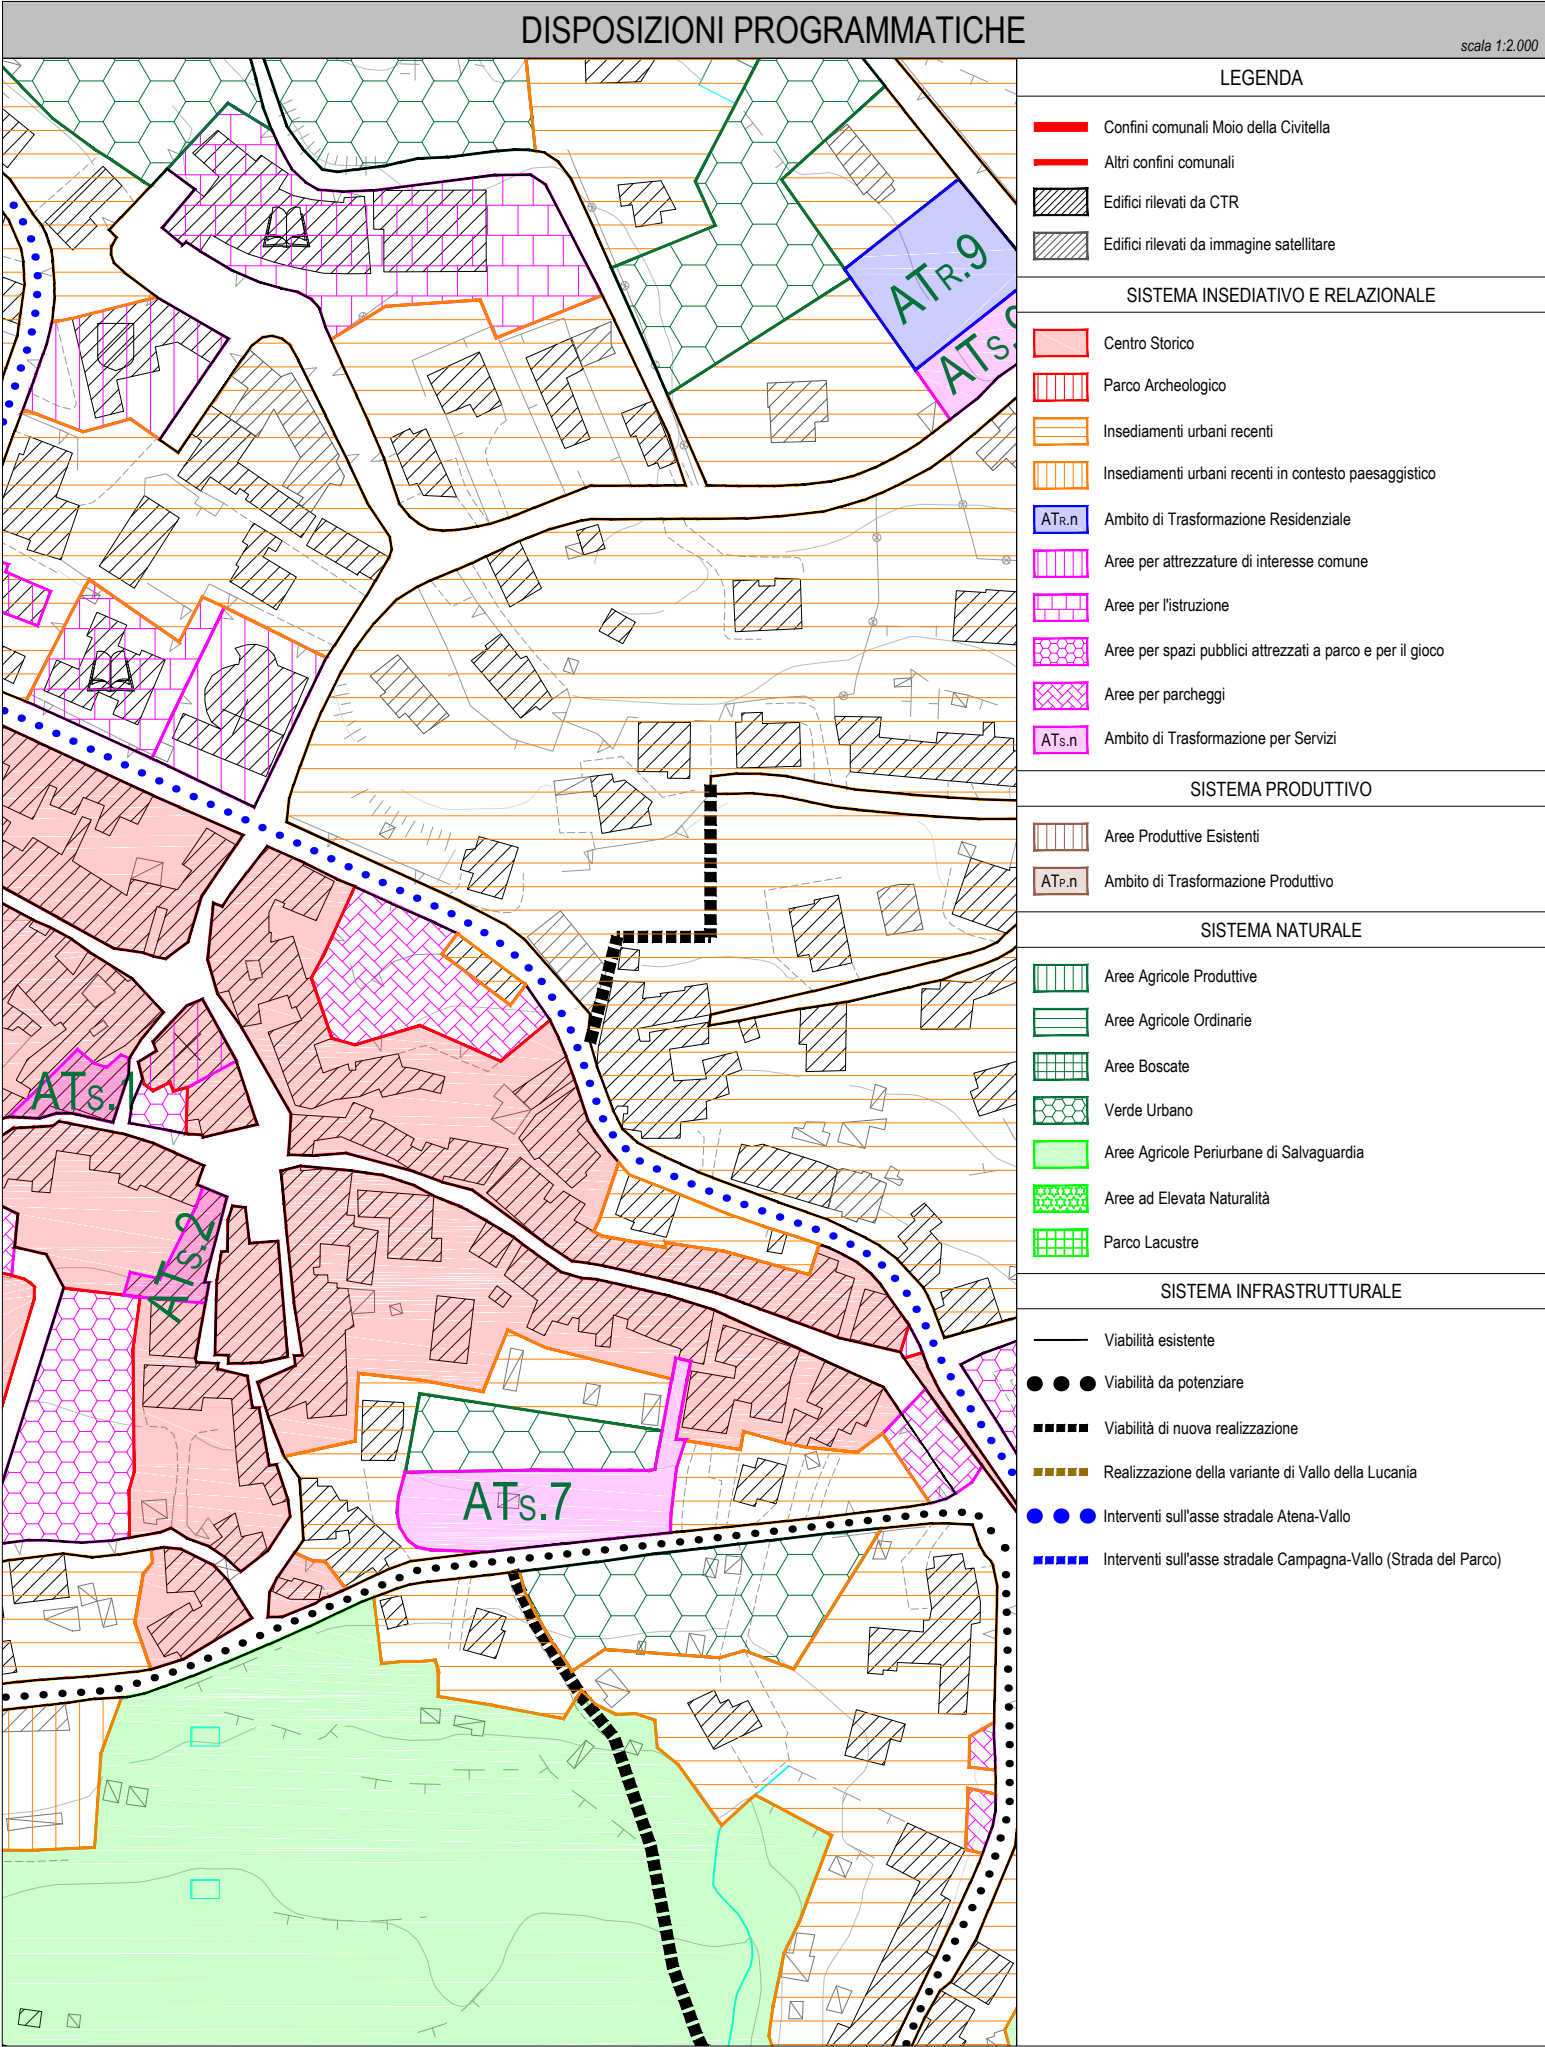 DISPOSIZIONI PROGRAMMATICHE
scala 1:2.000
ATR.9
ATS.
ATS.1
ATS.2
ATS.7
LEGENDA
Confini comunali Moio della Civitella
Altri confini comunali
Edifici rilevati da CTR
Edifici rilevati da immagine satellitare
SISTEMA INSEDIATIVO E RELAZIONALE
Centro Storico
Parco Archeologico
Insediamenti urbani recenti
Insediamenti urbani recenti in contesto paesaggistico
ATR.n Ambito di Trasformazione Residenziale
Aree per attrezzature di interesse comune
Aree per l'istruzione
Aree per spazi pubblici attrezzati a parco e per il gioco
Aree per parcheggi
ATS.n Ambito di Trasformazione per Servizi
SISTEMA PRODUTTIVO
Aree Produttive Esistenti
ATP.n Ambito di Trasformazione Produttivo
SISTEMA NATURALE
Aree Agricole Produttive
Aree Agricole Ordinarie
Aree Boscate
Verde Urbano
Aree Agricole Periurbane di Salvaguardia
Aree ad Elevata Naturalità
Parco Lacustre
SISTEMA INFRASTRUTTURALE
Viabilità esistente
Viabilità da potenziare
Viabilità di nuova realizzazione
Realizzazione della variante di Vallo della Lucania
Interventi sull'asse stradale Atena-Vallo
Interventi sull'asse stradale Campagna-Vallo (Strada del Parco)